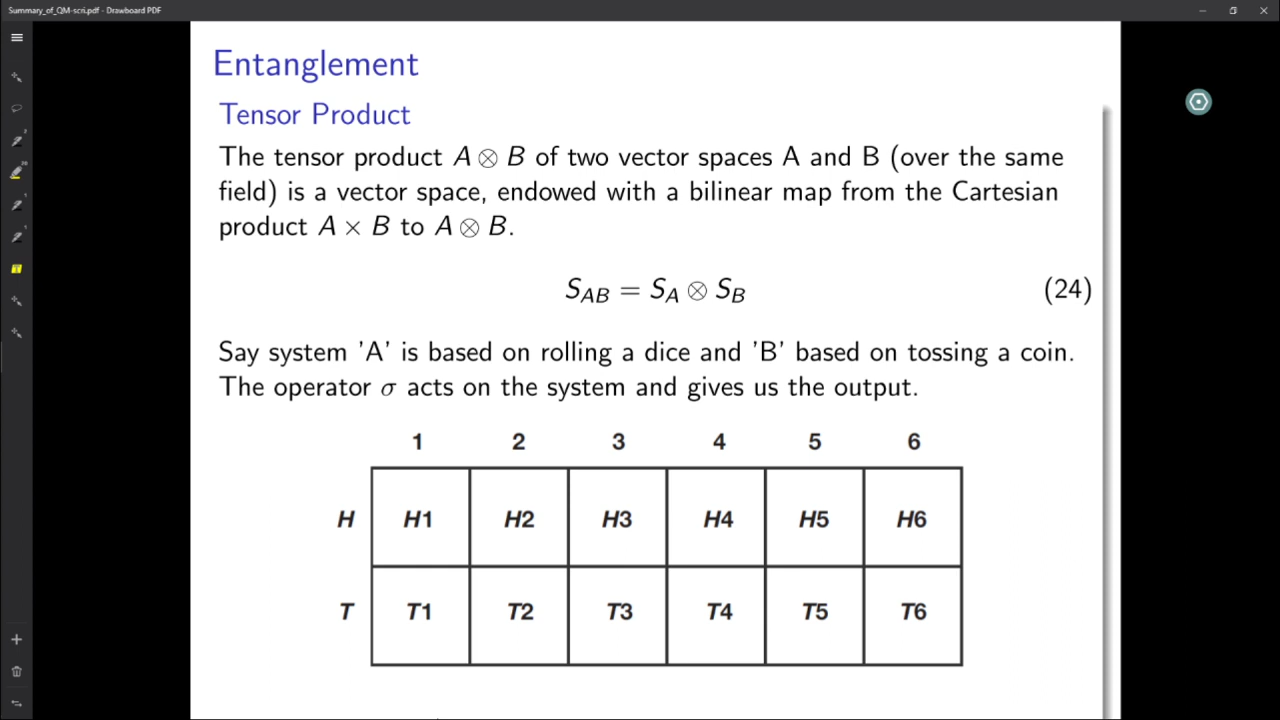 Summary_of_QM-scri.pdf - Drawboard PDF
Entanglement
Tensor Product
The tensor product A ⊗ B of two vector spaces A and B (over the same
field) is a vector space, endowed with a bilinear map from the Cartesian
product A × B to A ⊗ B.
S_AB = S_A ⊗ S_B (24)
Say system 'A' is based on rolling a dice and 'B' based on tossing a coin.
The operator σ acts on the system and gives us the output.
1 2 3 4 5 6
H H1 H2 H3 H4 H5 H6
T T1 T2 T3 T4 T5 T6